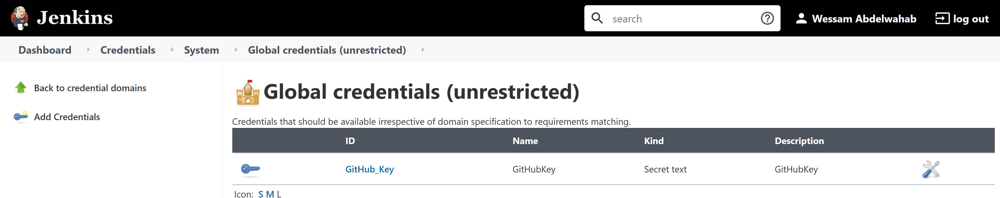 Jenkins
search
Wessam Abdelwahab
log out
Dashboard Credentials System Global credentials (unrestricted)
Back to credential domains
Add Credentials
Global credentials (unrestricted)
Credentials that should be available irrespective of domain specification to requirements matching.
ID Name Kind Description
GitHub_Key GitHubKey Secret text GitHubKey
Icon: S M L